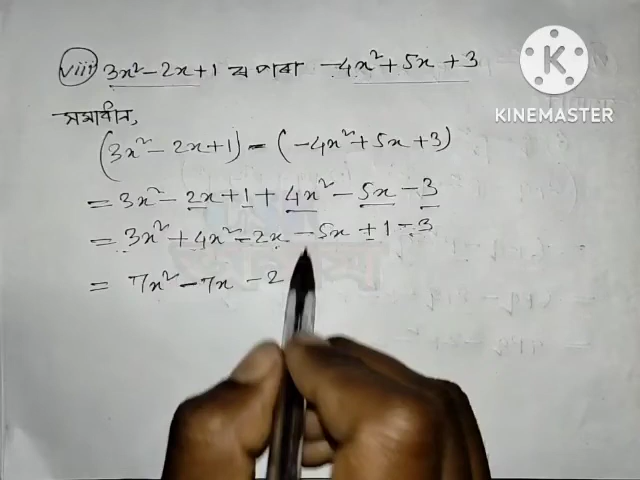 viii) 3x² - 2x + 1 ৰ পৰা -4x² + 5x + 3
KINEMASTER
সমাধান,
(3x² - 2x + 1) - (-4x² + 5x + 3)
= 3x² - 2x + 1 + 4x² - 5x - 3
= 3x² + 4x² - 2x - 5x + 1 - 3
= 7x² - 7x - 2